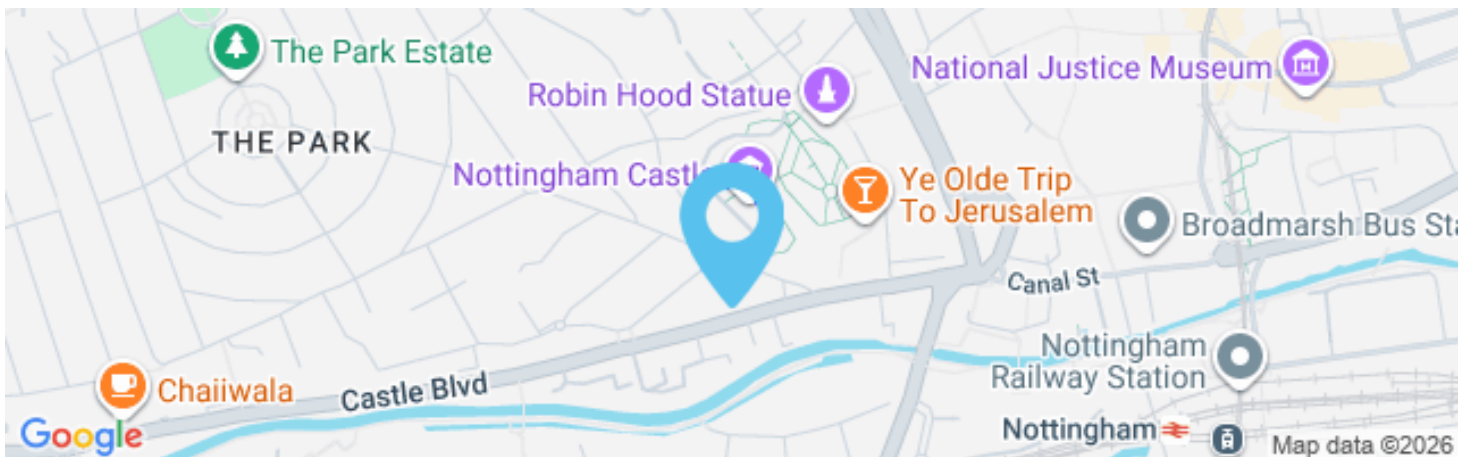 The Park Estate
THE PARK
Robin Hood Statue
National Justice Museum
Nottingham Castl
Ye Olde Trip
To Jerusalem
Broadmarsh Bus Sta
Canal St
Nottingham
Railway Station
Chaiiwala
Castle Blvd
Nottingham
Google
Map data ©2026